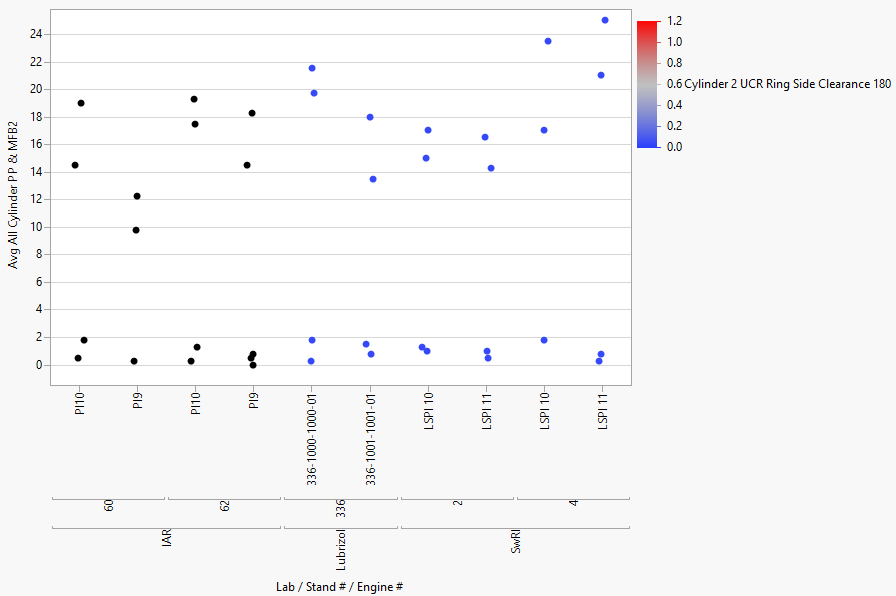 24
22
20
18
16
14
12
10
8
6
4
2
0
Avg All Cylinder PP & MFB2
1.2
1.0
0.8
0.6
0.4
0.2
0.0
Cylinder 2 UCR Ring Side Clearance 180
PI10
PI9
PI10
PI9
336-1000-1000-01
336-1001-1001-01
LSPI 10
LSPI 11
LSPI 10
LSPI 11
60
62
336
2
4
IAR
Lubrizol
SwRI
Lab / Stand # / Engine #